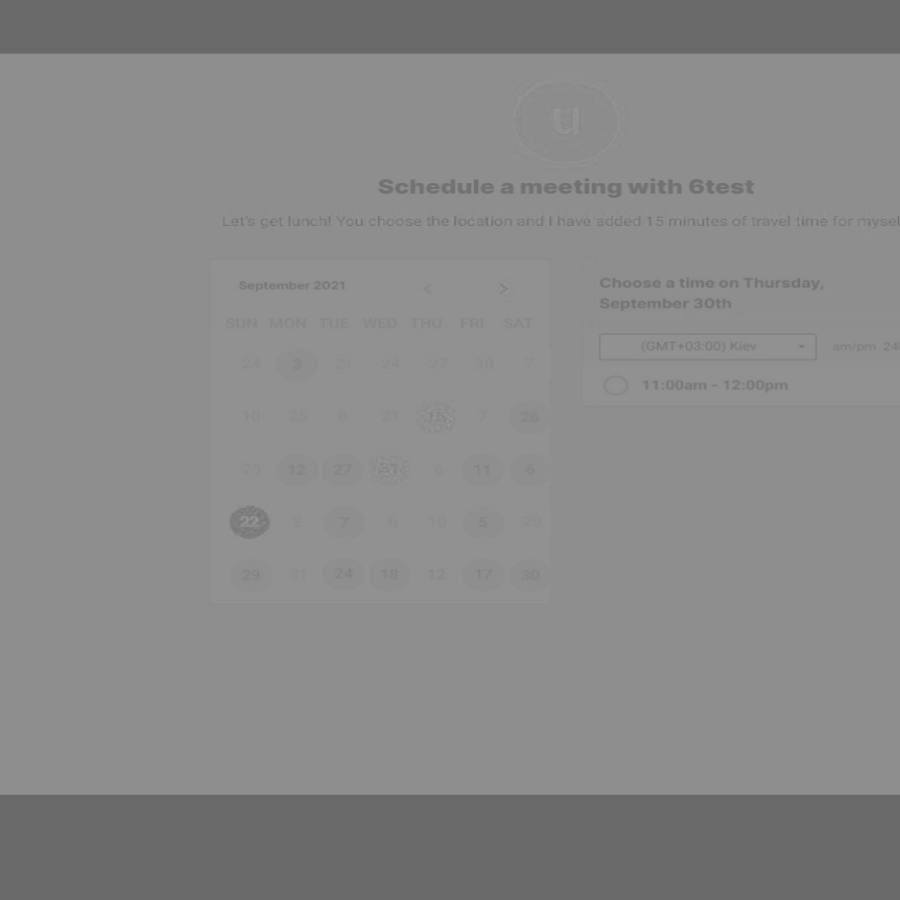 u
Schedule a meeting with 6test
Let's get lunch! You choose the location and I have added 15 minutes of travel time for mysel
September 2021 < >
SUN MON TUE WED THU FRI SAT
24 3 21 24 27 30 7
10 25 8 21 7 26
25 12 27 6 11 6
22 2 7 6 10 5 28
29 31 24 18 12 17 30
Choose a time on Thursday,
September 30th
(GMT+03:00) Kiev am/pm 24
11:00am - 12:00pm